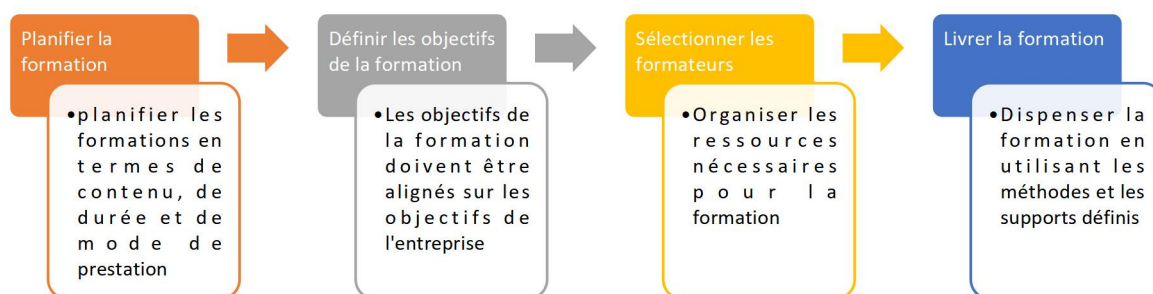 Planifier la
formation
•planifier les
formations en
termes de
contenu, de
durée et de
mode de
prestation
Définir les objectifs
de la formation
•Les objectifs de
la formation
doivent être
alignés sur les
objectifs de
l'entreprise
Sélectionner les
formateurs
•Organiser les
ressources
nécessaires
pour la
formation
Livrer la formation
•Dispenser la
formation en
utilisant les
méthodes et les
supports définis